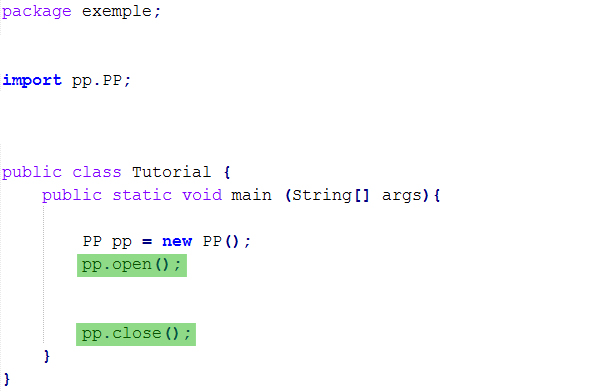 package exemple;
import pp.PP;
public class Tutorial {
public static void main (String[] args){
PP pp = new PP();
pp.open();
pp.close();
}
}